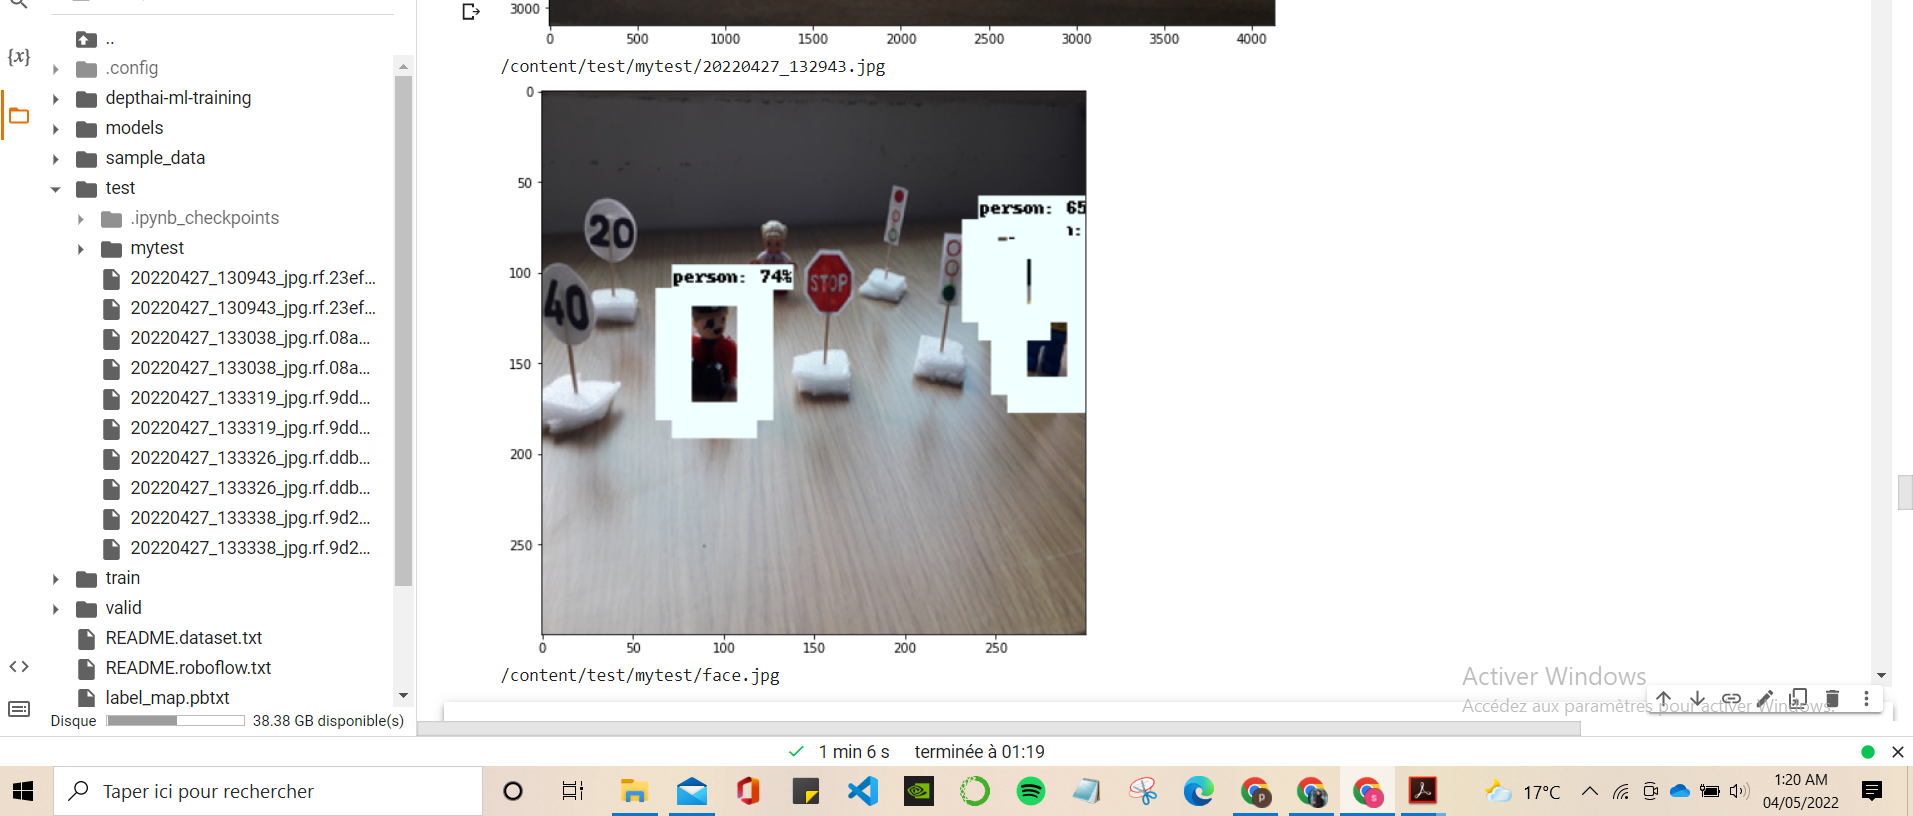 ..
.config
depthai-ml-training
models
sample_data
test
.ipynb_checkpoints
mytest
20220427_130943_jpg.rf.23ef...
20220427_130943_jpg.rf.23ef...
20220427_133038_jpg.rf.08a...
20220427_133038_jpg.rf.08a...
20220427_133319_jpg.rf.9dd...
20220427_133319_jpg.rf.9dd...
20220427_133326_jpg.rf.ddb...
20220427_133326_jpg.rf.ddb...
20220427_133338_jpg.rf.9d2...
20220427_133338_jpg.rf.9d2...
train
valid
README.dataset.txt
README.roboflow.txt
label_map.pbtxt
Disque 38.38 GB disponible(s)
{x}
<>
3000
0 500 1000 1500 2000 2500 3000 3500 4000
/content/test/mytest/20220427_132943.jpg
0
50
100
150
200
250
20
40
STOP
person: 74%
person: 65
0 50 100 150 200 250
/content/test/mytest/face.jpg
Activer Windows
Accédez aux paramètres pour activer Windows.
1 min 6 s terminée à 01:19
Taper ici pour rechercher
P
s
17°C
1:20 AM
04/05/2022